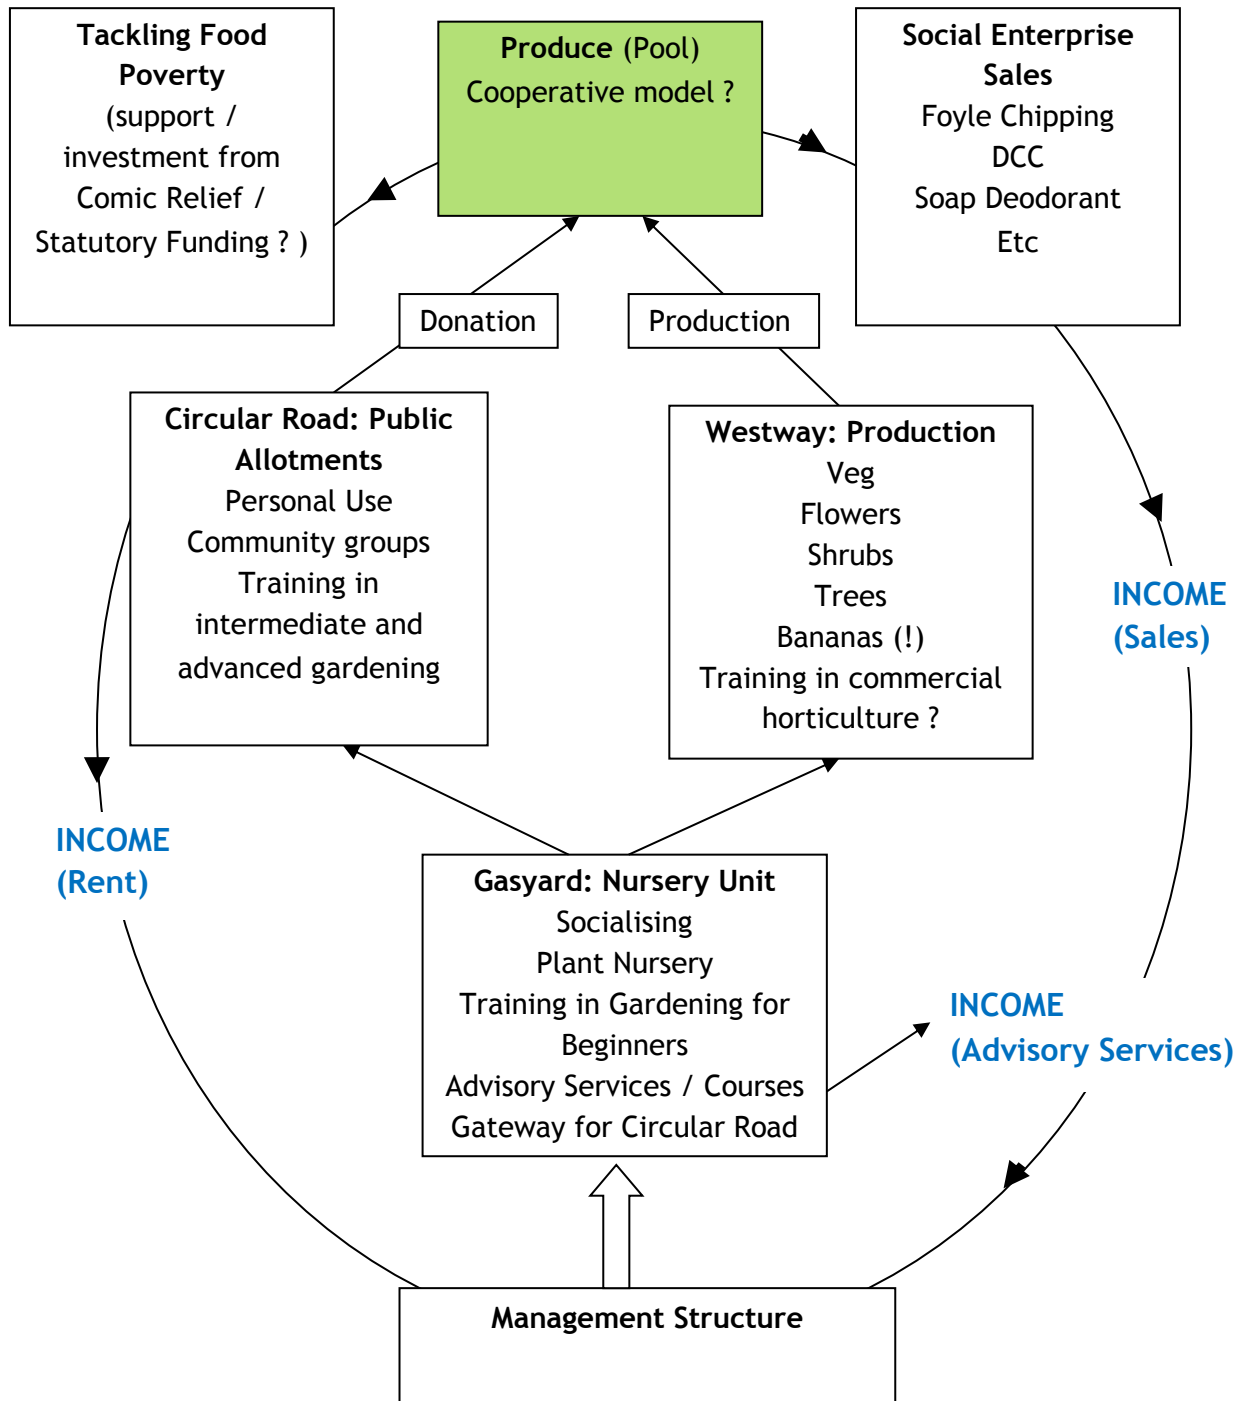 Tackling Food
Poverty
(support /
investment from
Comic Relief /
Statutory Funding ? )
Produce (Pool)
Cooperative model ?
Social Enterprise
Sales
Foyle Chipping
DCC
Soap Deodorant
Etc
Donation
Production
Circular Road: Public
Allotments
Personal Use
Community groups
Training in
intermediate and
advanced gardening
Westway: Production
Veg
Flowers
Shrubs
Trees
Bananas (!)
Training in commercial
horticulture ?
INCOME
(Sales)
INCOME
(Rent)
Gasyard: Nursery Unit
Socialising
Plant Nursery
Training in Gardening for
Beginners
Advisory Services / Courses
Gateway for Circular Road
INCOME
(Advisory Services)
Management Structure